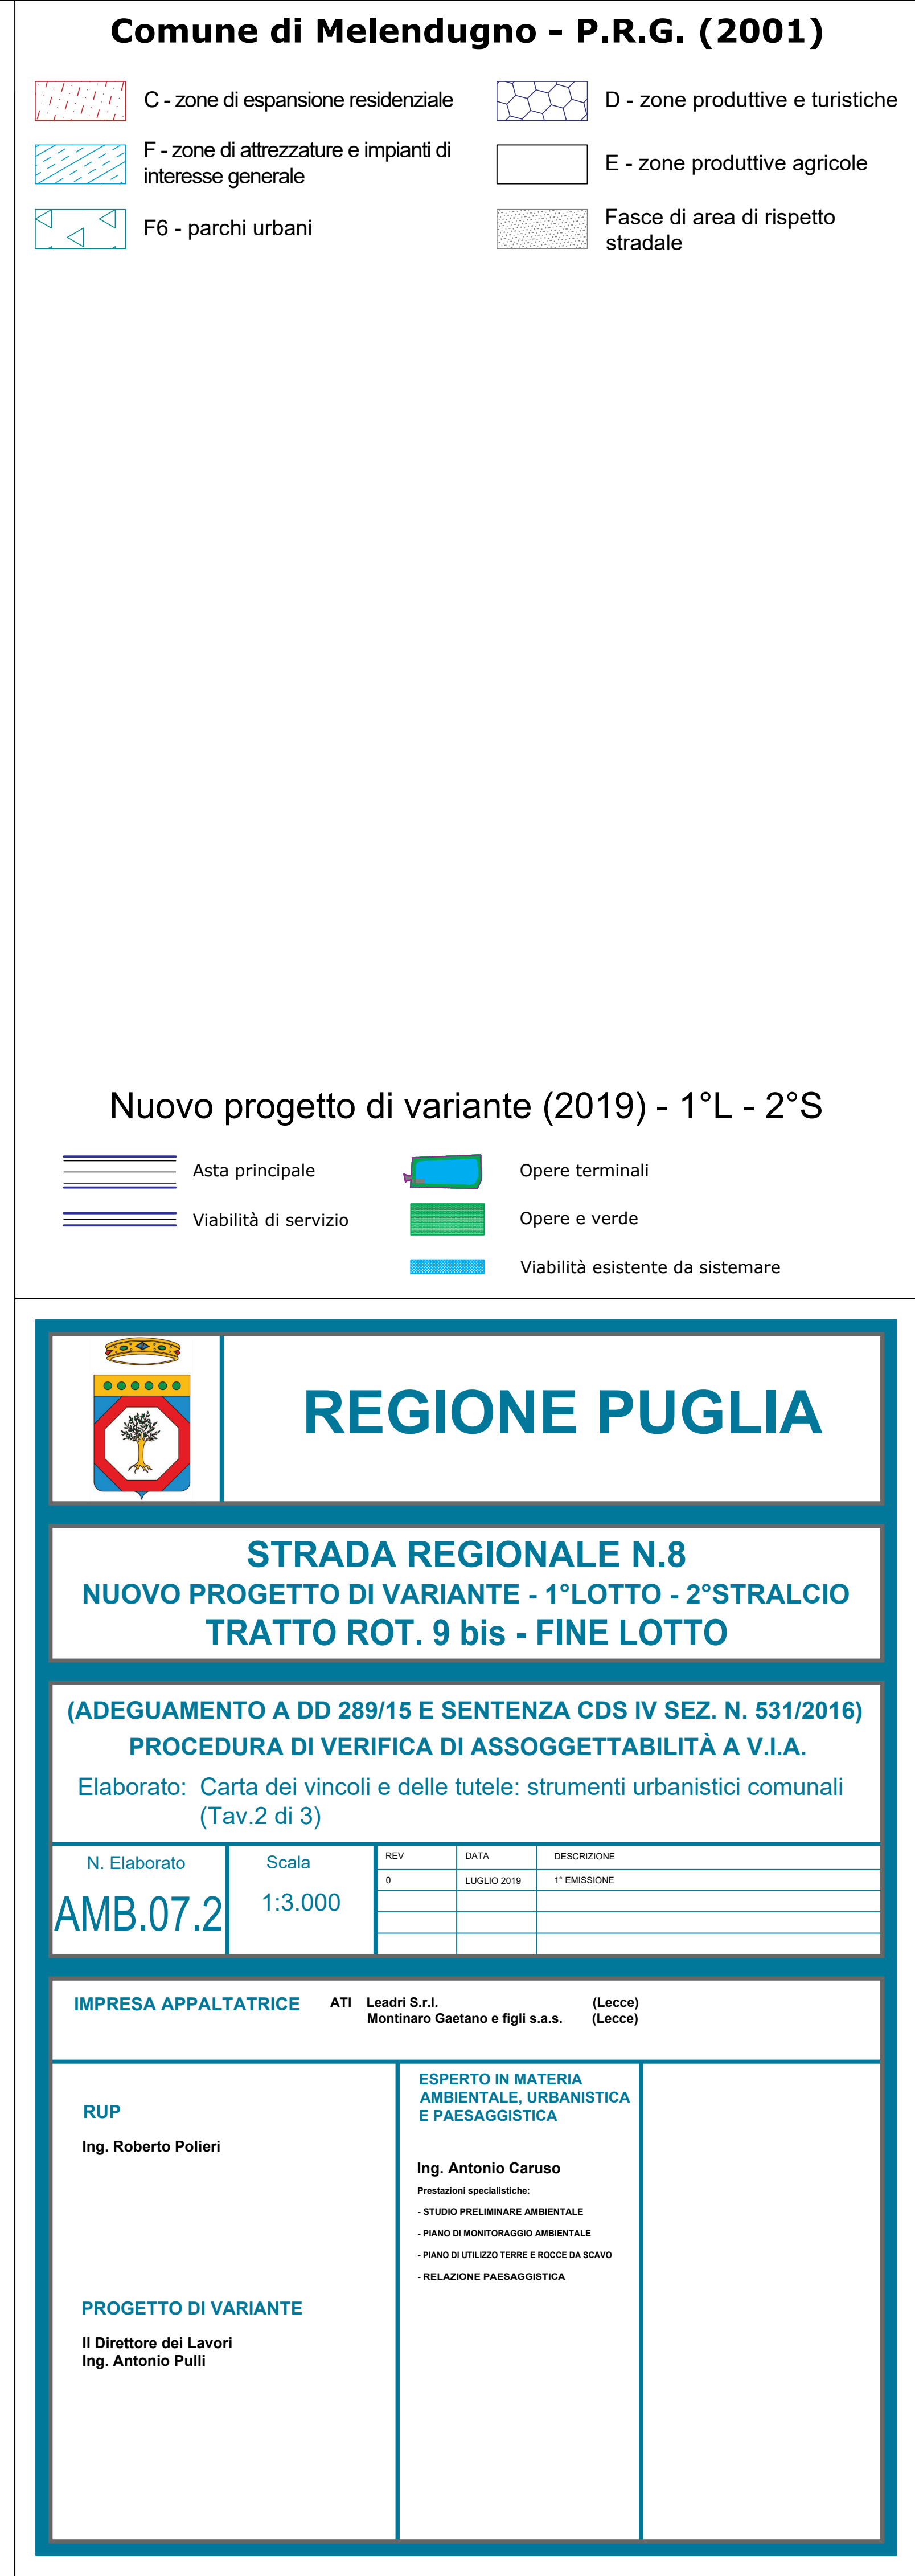 Comune di Melendugno - P.R.G. (2001)
C - zone di espansione residenziale
D - zone produttive e turistiche
F - zone di attrezzature e impianti di
interesse generale
E - zone produttive agricole
F6 - parchi urbani
Fasce di area di rispetto
stradale
Nuovo progetto di variante (2019) - 1°L - 2°S
Asta principale
Opere terminali
Viabilità di servizio
Opere e verde
Viabilità esistente da sistemare
REGIONE PUGLIA
STRADA REGIONALE N.8
NUOVO PROGETTO DI VARIANTE - 1°LOTTO - 2°STRALCIO
TRATTO ROT. 9 bis - FINE LOTTO
(ADEGUAMENTO A DD 289/15 E SENTENZA CDS IV SEZ. N. 531/2016)
PROCEDURA DI VERIFICA DI ASSOGGETTABILITÀ A V.I.A.
Elaborato: Carta dei vincoli e delle tutele: strumenti urbanistici comunali
(Tav.2 di 3)
N. Elaborato
AMB.07.2
Scala
1:3.000
REV DATA DESCRIZIONE
0 LUGLIO 2019 1° EMISSIONE
IMPRESA APPALTATRICE ATI Leadri S.r.l. (Lecce)
Montinaro Gaetano e figli s.a.s. (Lecce)
RUP
Ing. Roberto Polieri
PROGETTO DI VARIANTE
Il Direttore dei Lavori
Ing. Antonio Pulli
ESPERTO IN MATERIA
AMBIENTALE, URBANISTICA
E PAESAGGISTICA
Ing. Antonio Caruso
Prestazioni specialistiche:
- STUDIO PRELIMINARE AMBIENTALE
- PIANO DI MONITORAGGIO AMBIENTALE
- PIANO DI UTILIZZO TERRE E ROCCE DA SCAVO
- RELAZIONE PAESAGGISTICA